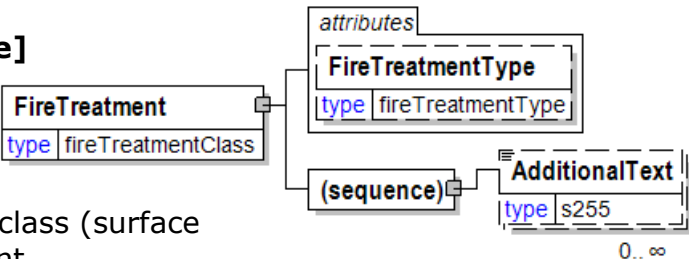 e]
attributes
FireTreatmentType
type fireTreatmentType
FireTreatment
type fireTreatmentClass
(sequence)
AdditionalText
type s255
0..∞
class (surface